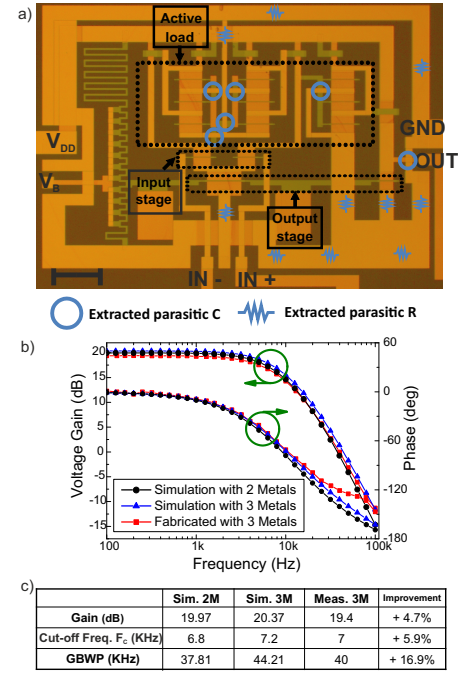 a)
Active
load
GND
V_DD
OUT
V_B
Input
stage
Output
stage
IN - IN +
Extracted parasitic C
Extracted parasitic R
b)
20
15
10
5
0
-5
-10
-15
Voltage Gain (dB)
60
0
-60
-120
-180
Phase (deg)
Simulation with 2 Metals
Simulation with 3 Metals
Fabricated with 3 Metals
100 1k 10k 100k
Frequency (Hz)
c)
Sim. 2M Sim. 3M Meas. 3M Improvement
Gain (dB) 19.97 20.37 19.4 + 4.7%
Cut-off Freq. F_c (KHz) 6.8 7.2 7 + 5.9%
GBWP (KHz) 37.81 44.21 40 + 16.9%